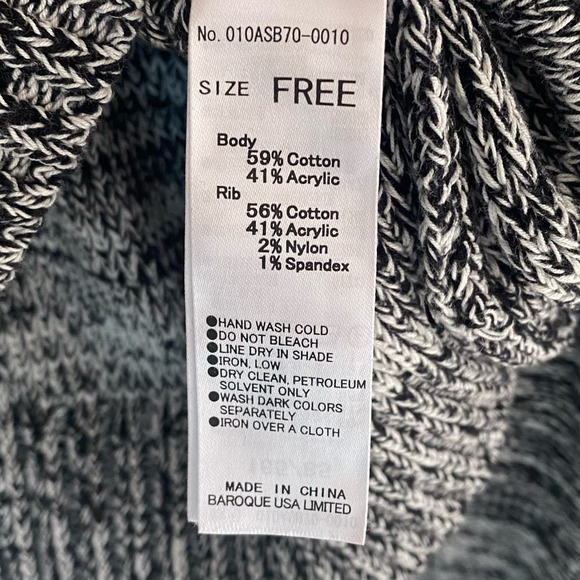 No. 010ASB70-0010
SIZE FREE
Body
59% Cotton
41% Acrylic
Rib
56% Cotton
41% Acrylic
2% Nylon
1% Spandex
●HAND WASH COLD
●DO NOT BLEACH
●LINE DRY IN SHADE
●IRON, LOW
●DRY CLEAN, PETROLEUM
SOLVENT ONLY
●WASH DARK COLORS
SEPARATELY
●IRON OVER A CLOTH
MADE IN CHINA
BAROQUE USA LIMITED